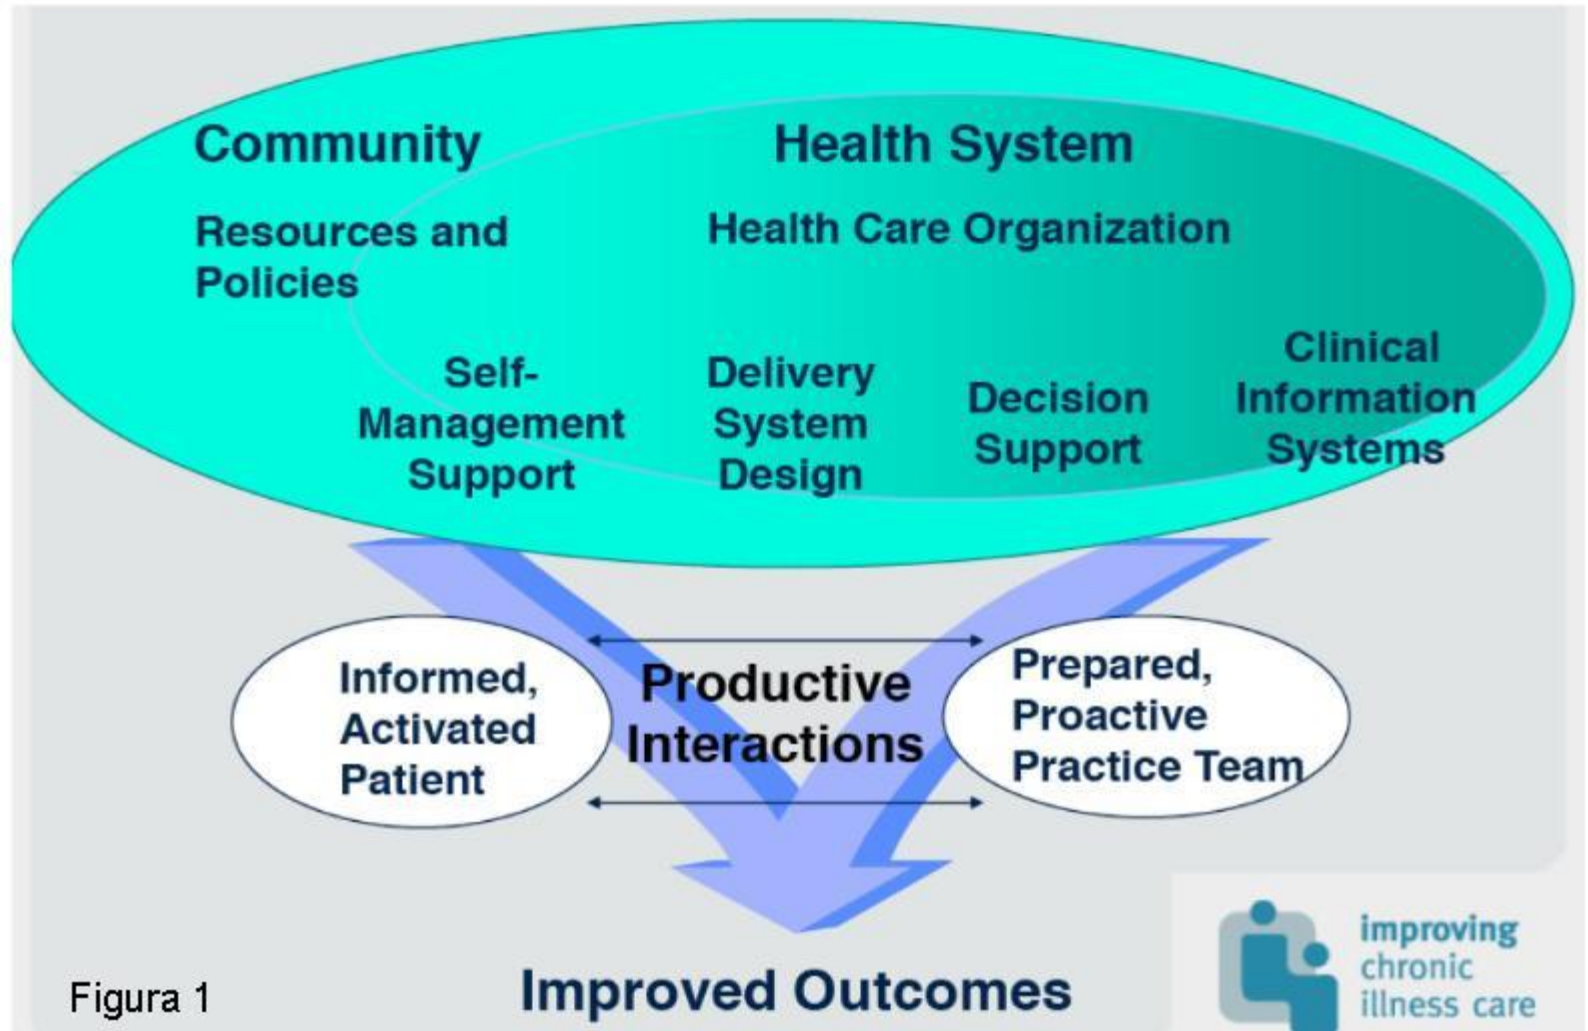 Community
Health System
Resources and
Policies
Health Care Organization
Self-
Management
Support
Delivery
System
Design
Decision
Support
Clinical
Information
Systems
Informed,
Activated
Patient
Productive
Interactions
Prepared,
Proactive
Practice Team
Improved Outcomes
Figura 1
improving
chronic
illness care